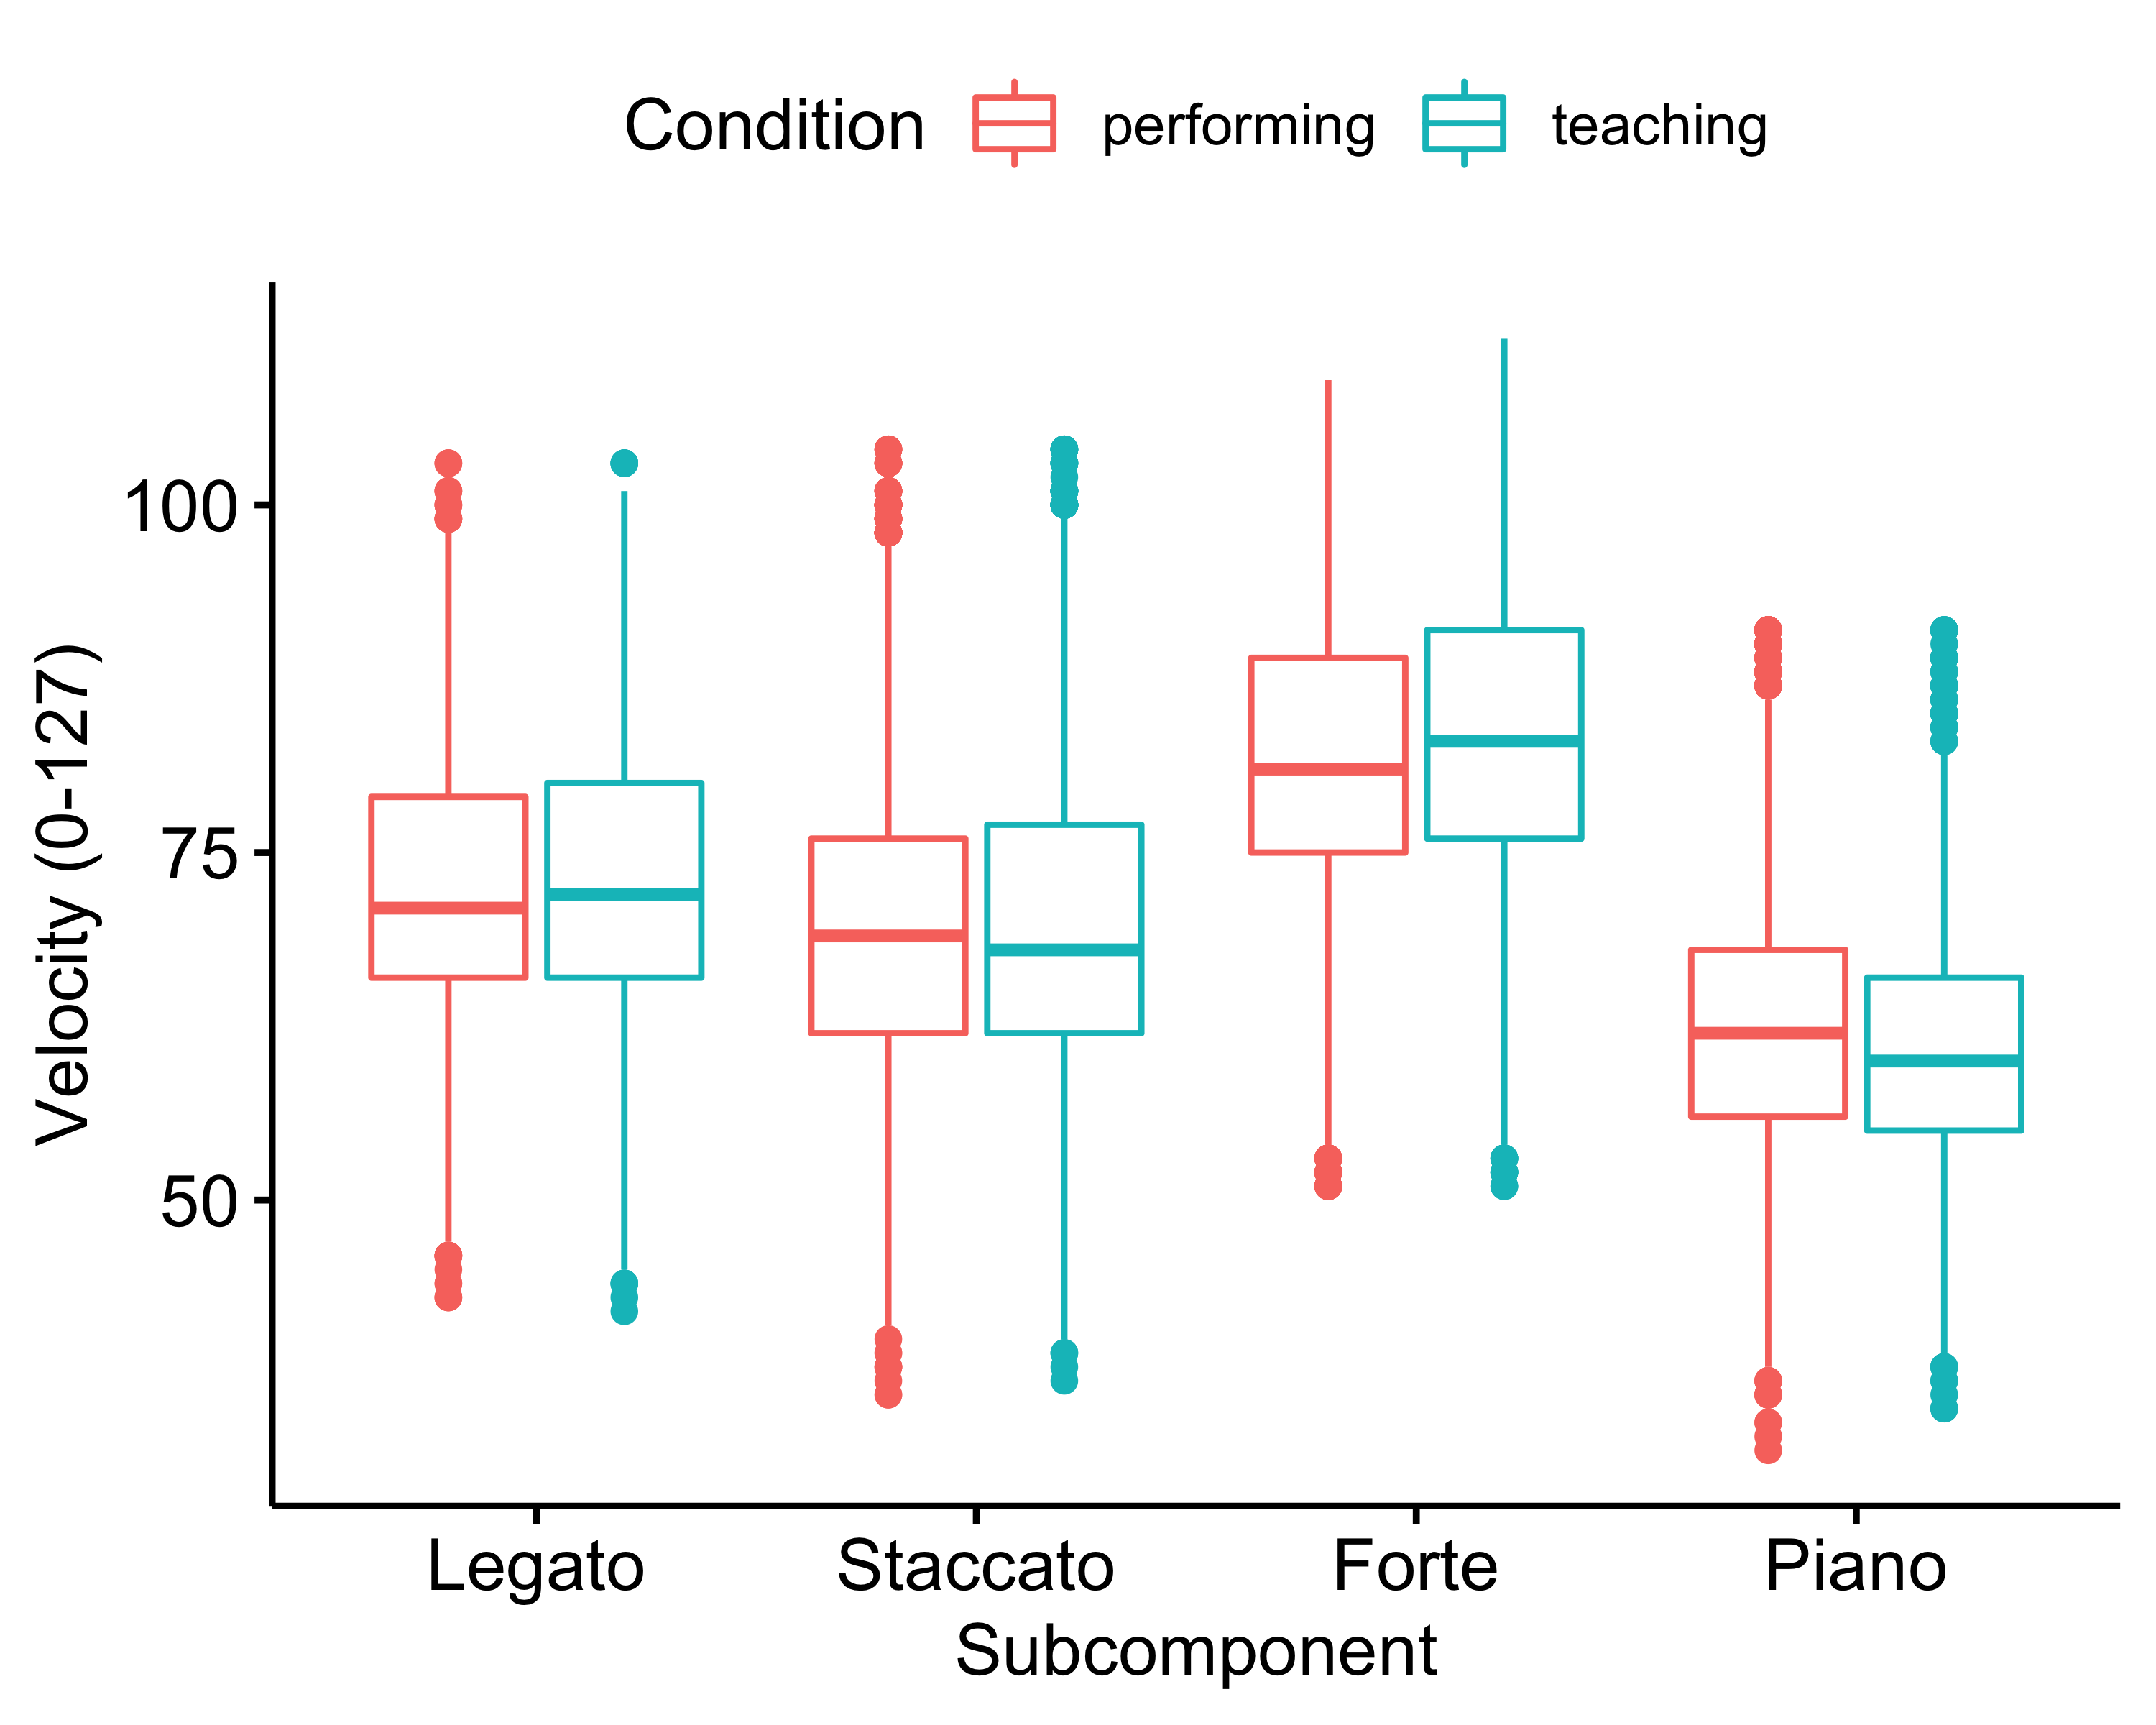 Condition performing teaching
Velocity (0-127)
100
75
50
Legato Staccato Forte Piano
Subcomponent